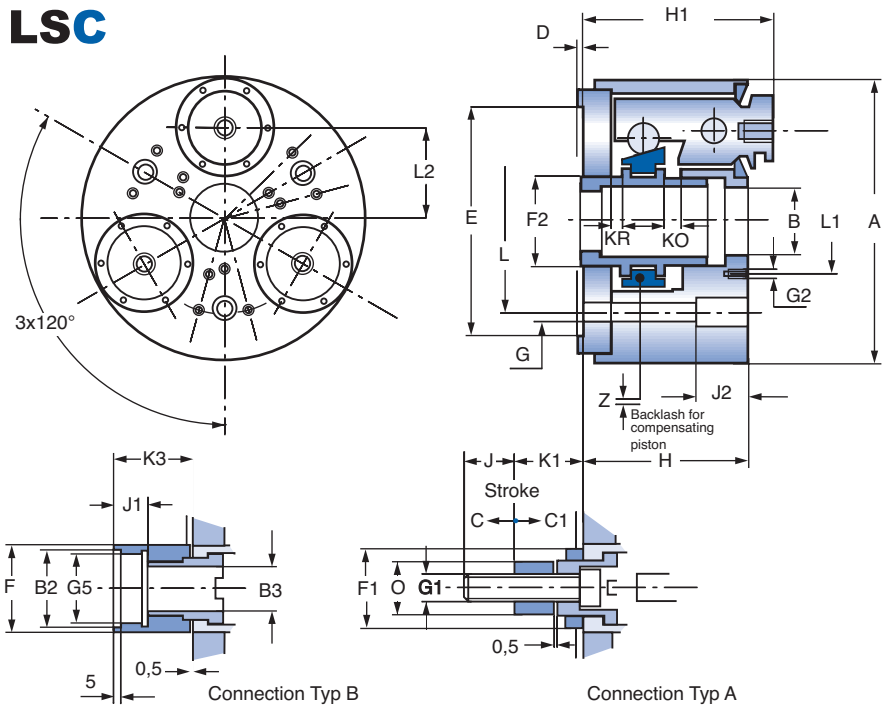 LSC
H1
D
L2
E
F2
L
KR
KO
B
L1
A
G2
3x120°
G
Z
Backlash for
compensating
piston
J2
K3
J
K1
H
J1
Stroke
C
C1
F
B2
G5
B3
F1
O
G1
0,5
0,5
5
Connection Typ B
Connection Typ A